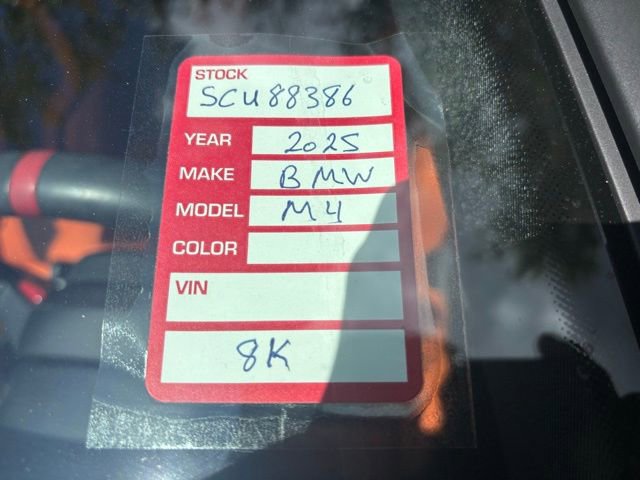 STOCK
SCU88386
YEAR 2025
MAKE BMW
MODEL M4
COLOR
VIN
8K